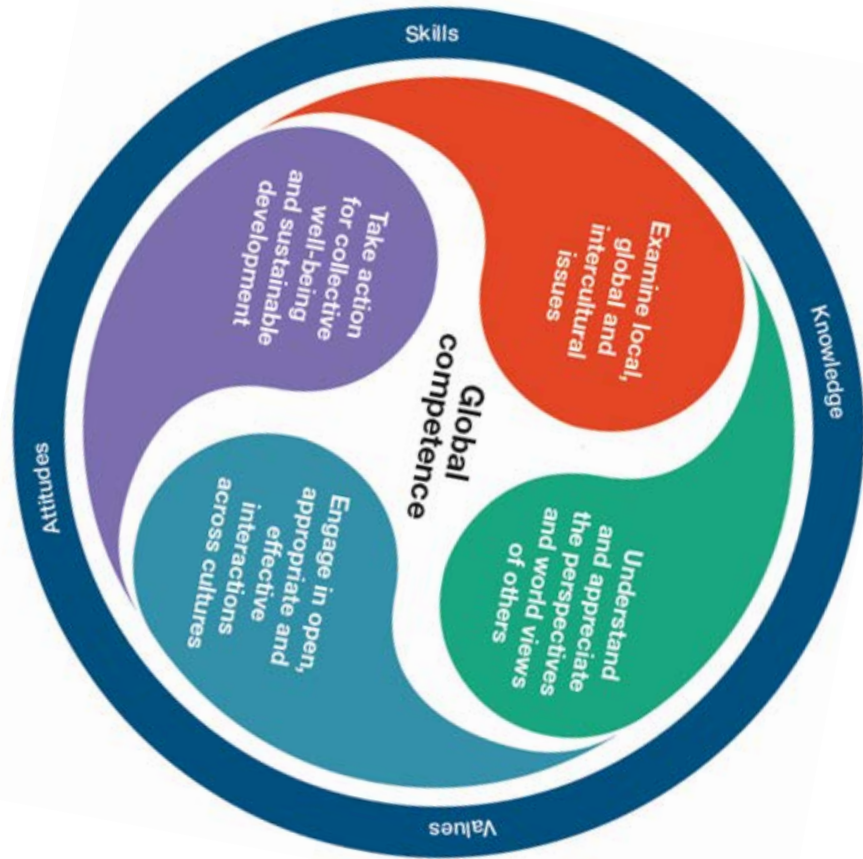 Knowledge
Skills
Examine local,
global and
intercultural
issues
Understand
and appreciate
the perspectives
and world views
of others
Global
competence
Take action
for collective
well-being
and sustainable
development
Engage in open,
appropriate and
effective
interactions
across cultures
Attitudes
Values